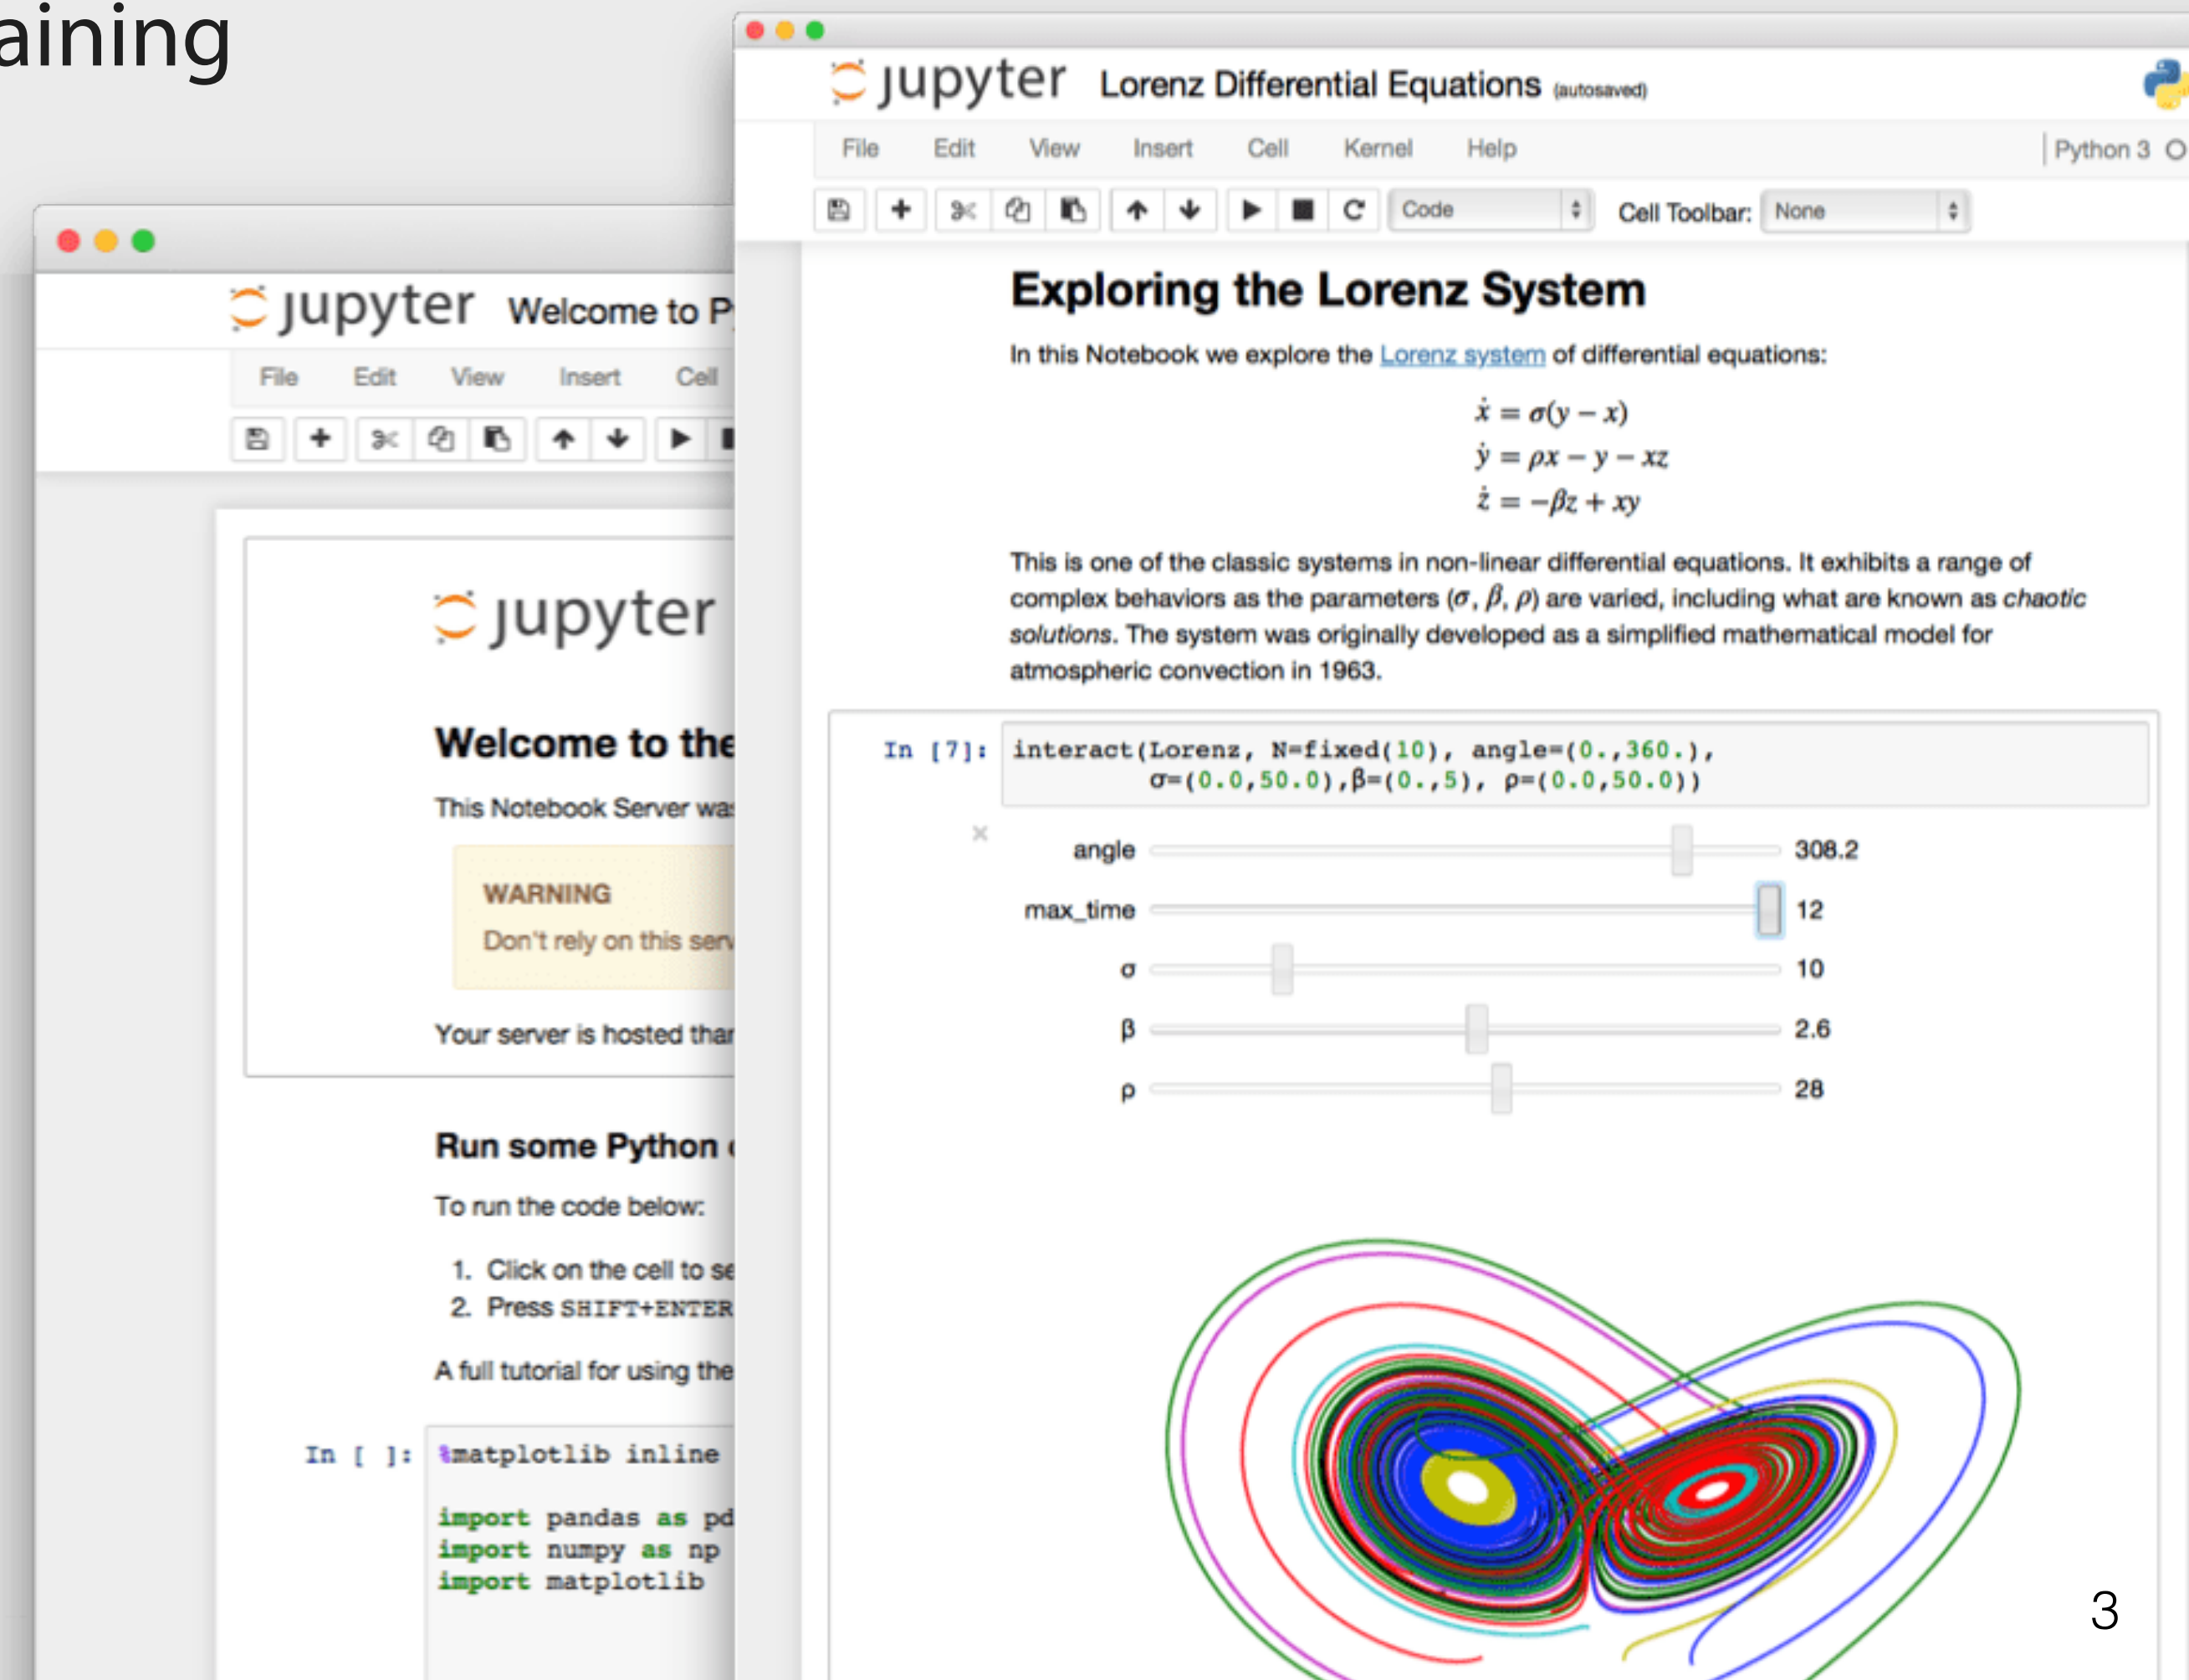 aining
jupyter Welcome to P
File Edit View Insert Cell
jupyter
Welcome to the
This Notebook Server was
WARNING
Don't rely on this serv
Your server is hosted than
Run some Python
To run the code below:
1. Click on the cell to se
2. Press SHIFT+ENTER
A full tutorial for using the
In [ ]: %matplotlib inline
import pandas as pd
import numpy as np
import matplotlib
jupyter Lorenz Differential Equations (autosaved)
File Edit View Insert Cell Kernel Help Python 3
Code Cell Toolbar: None
Exploring the Lorenz System
In this Notebook we explore the Lorenz system of differential equations:
ẋ = σ(y − x)
ẏ = ρx − y − xz
ż = −βz + xy
This is one of the classic systems in non-linear differential equations. It exhibits a range of
complex behaviors as the parameters (σ, β, ρ) are varied, including what are known as chaotic
solutions. The system was originally developed as a simplified mathematical model for
atmospheric convection in 1963.
In [7]: interact(Lorenz, N=fixed(10), angle=(0.,360.),
σ=(0.0,50.0),β=(0.,5), ρ=(0.0,50.0))
angle 308.2
max_time 12
σ 10
β 2.6
ρ 28
3